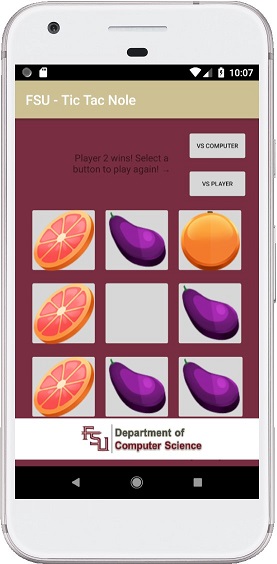 10:07
FSU - Tic Tac Nole
VS COMPUTER
Player 2 wins! Select a
button to play again! →
VS PLAYER
FSU
Department of
Computer Science